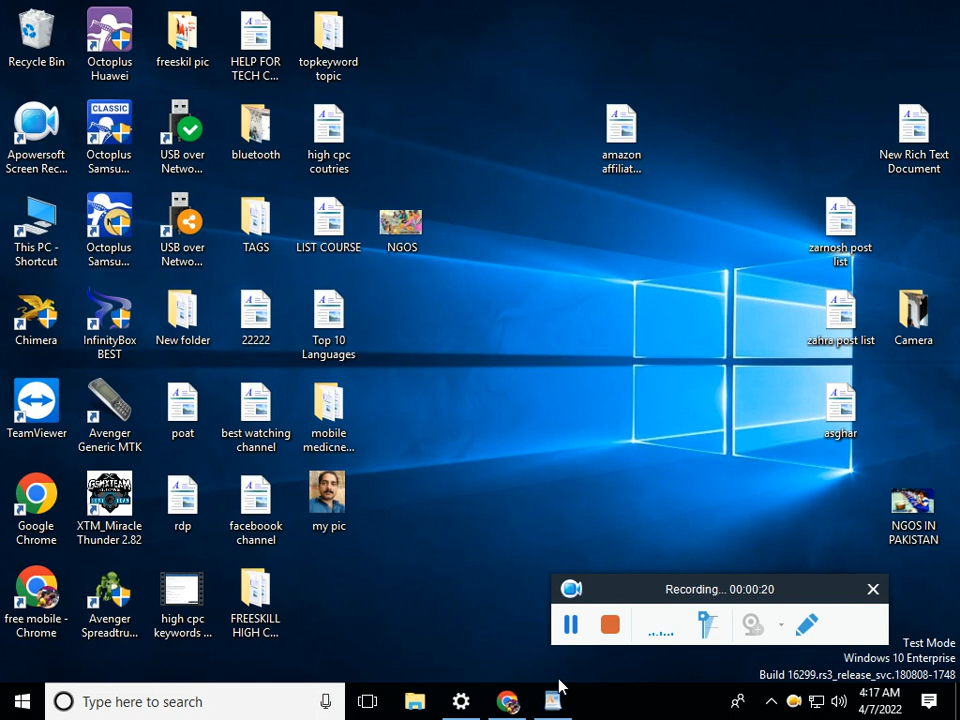 Recycle Bin
Octoplus
Huawei
freeskil pic
HELP FOR
TECH C...
topkeyword
topic
CLASSIC
Apowersoft
Screen Rec...
Octoplus
Samsu...
USB over
Netwo...
bluetooth
high cpc
coutries
amazon
affiliat...
New Rich Text
Document
This PC -
Shortcut
Octoplus
Samsu...
USB over
Netwo...
TAGS
LIST COURSE
NGOS
zarnosh post
list
Chimera
InfinityBox
BEST
New folder
22222
Top 10
Languages
zahra post list
Camera
TeamViewer
Avenger
Generic MTK
poat
best watching
channel
mobile
medicne...
asghar
GSMXTEAM
Google
Chrome
XTM_Miracle
Thunder 2.82
rdp
faceboook
channel
my pic
NGOS IN
PAKISTAN
free mobile -
Chrome
Avenger
Spreadtru...
high cpc
keywords ...
FREESKILL
HIGH C...
Recording... 00:00:20
Test Mode
Windows 10 Enterprise
Build 16299.rs3_release_svc.180808-1748
Type here to search
4:17 AM
4/7/2022